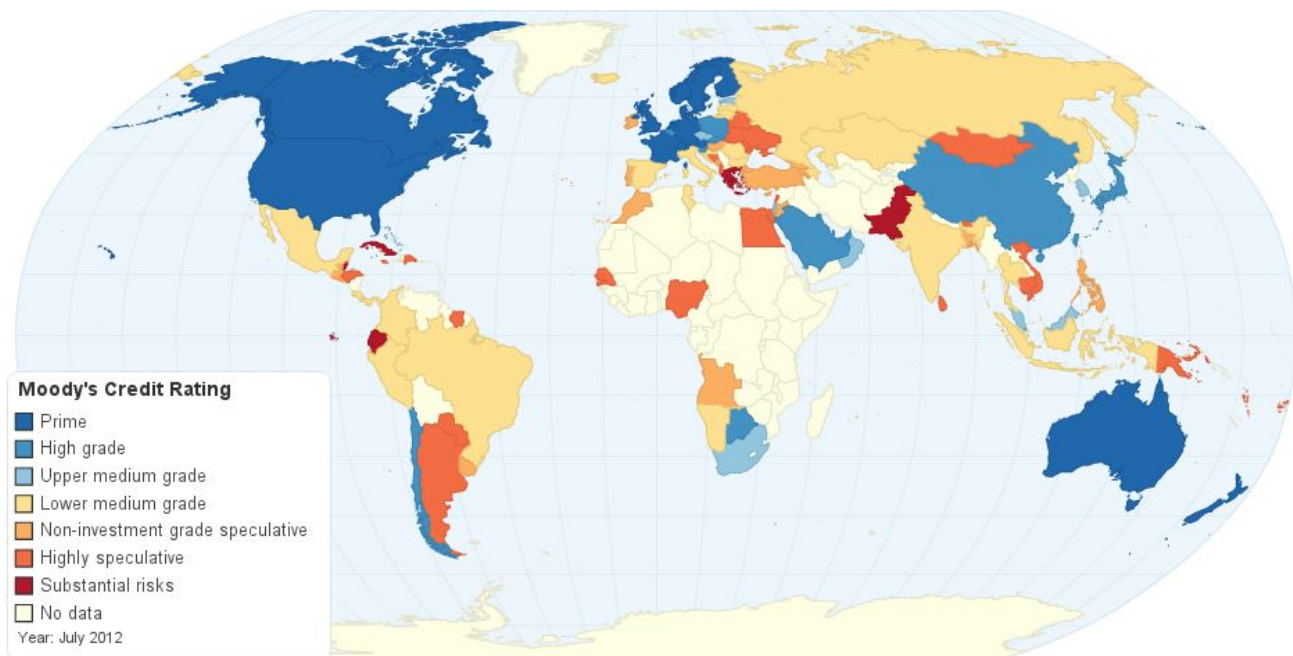 Moody's Credit Rating
Prime
High grade
Upper medium grade
Lower medium grade
Non-investment grade speculative
Highly speculative
Substantial risks
No data
Year: July 2012